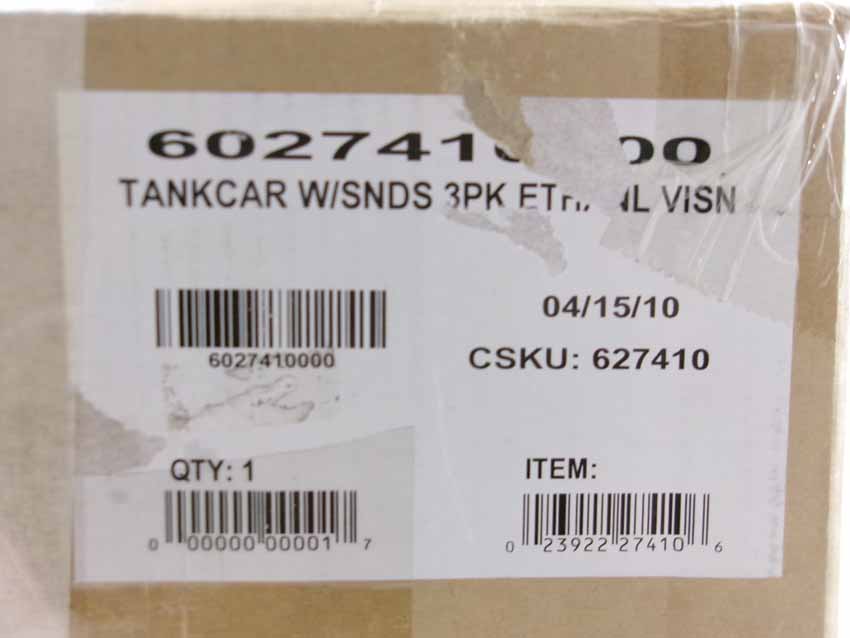 TANKCAR W/SNDS 3PK VISN
6027410000
04/15/10
CSKU: 627410
QTY: 1
ITEM:
0 00000 00001 7
0 23922 27410 6